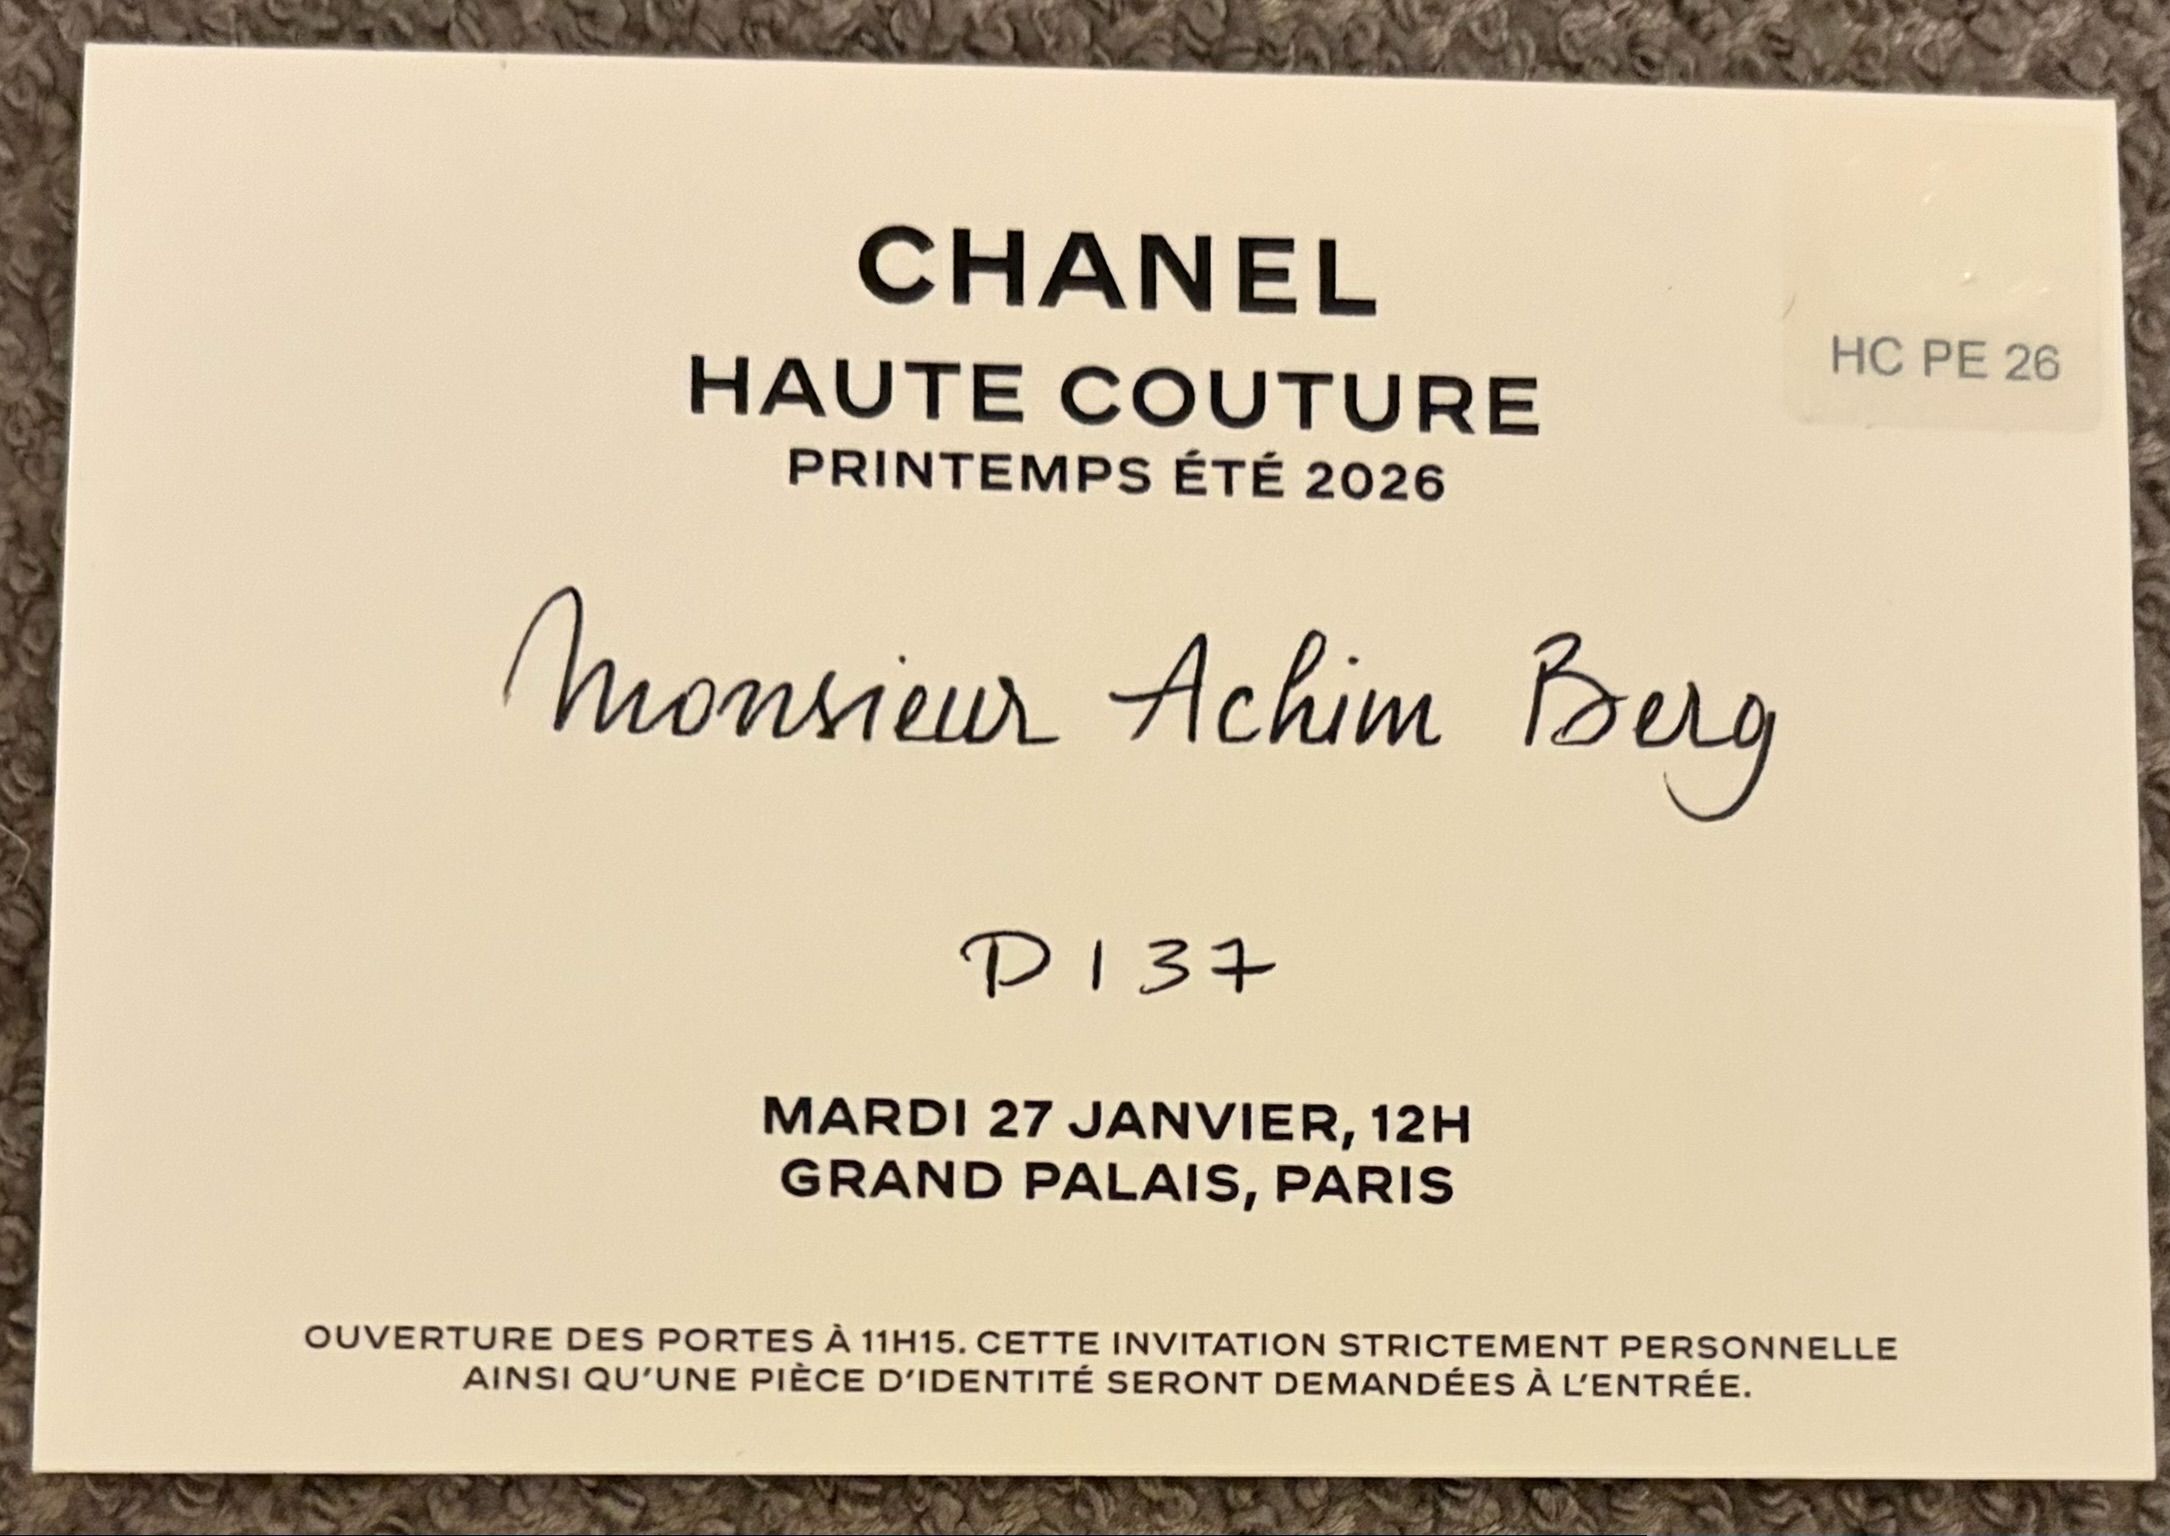 CHANEL
HAUTE COUTURE
HC PE 26
PRINTEMPS ÉTÉ 2026
Monsieur Achim Berg
D 137
MARDI 27 JANVIER, 12H
GRAND PALAIS, PARIS
OUVERTURE DES PORTES À 11H15. CETTE INVITATION STRICTEMENT PERSONNELLE
AINSI QU'UNE PIÈCE D'IDENTITÉ SERONT DEMANDÉES À L'ENTRÉE.